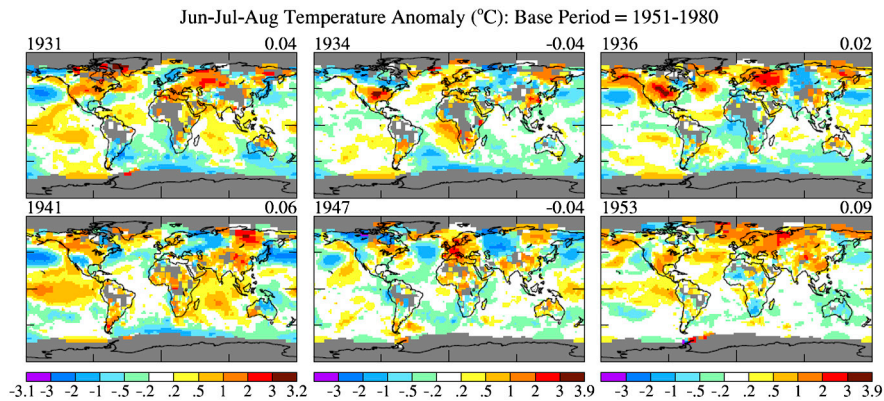 Jun-Jul-Aug Temperature Anomaly (°C): Base Period = 1951-1980
1931 0.04 1934 -0.04 1936 0.02
1941 0.06 1947 -0.04 1953 0.09
-3.1 -3 -2 -1 -.5 -.2 .2 .5 1 2 3 3.2 -3 -2 -1 -.5 -.2 .2 .5 1 2 3 3.9 -3 -2 -1 -.5 -.2 .2 .5 1 2 3 3.9